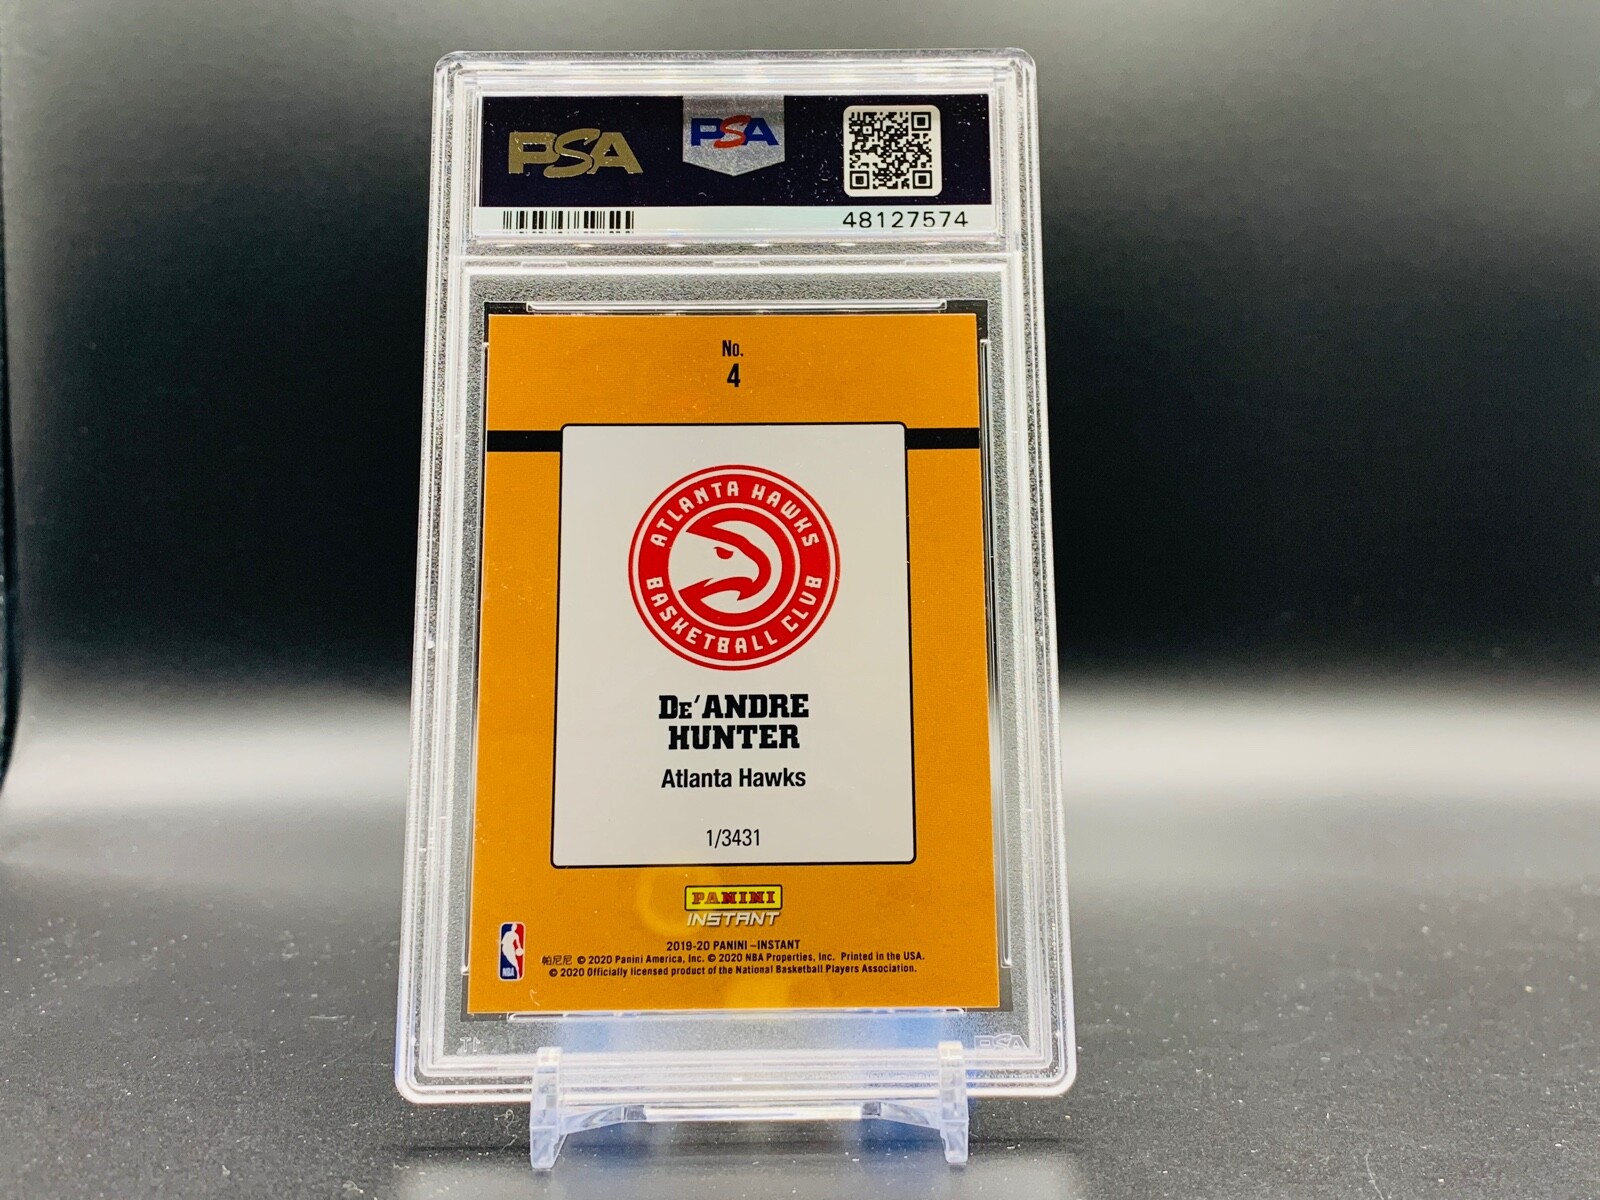 PSA
PSA
48127574
No.
4
ATLANTA HAWKS
BASKETBALL CLUB
DE'ANDRE
HUNTER
Atlanta Hawks
1/3431
PANINI
INSTANT
2019-20 PANINI –INSTANT
帕尼尼 © 2020 Panini America, Inc. © 2020 NBA Properties, Inc. Printed in the USA.
© 2020 Officially licensed product of the National Basketball Players Association.
NBA
PSA